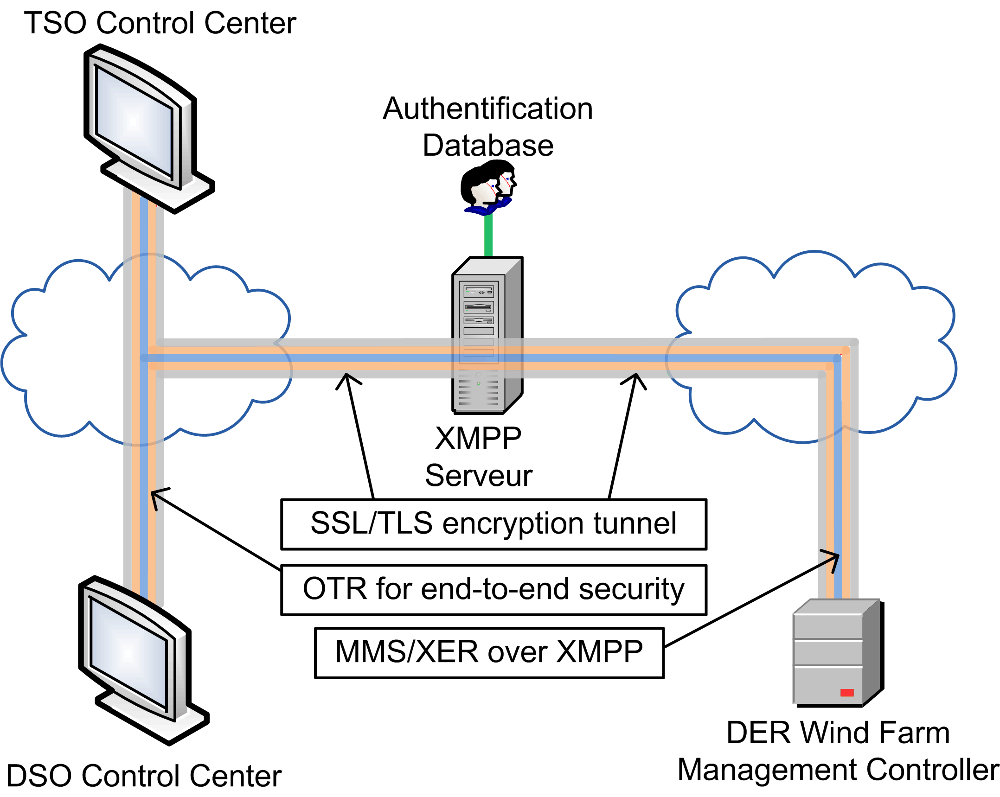 TSO Control Center
Authentification
Database
XMPP
Serveur
SSL/TLS encryption tunnel
OTR for end-to-end security
MMS/XER over XMPP
DER Wind Farm
Management Controller
DSO Control Center